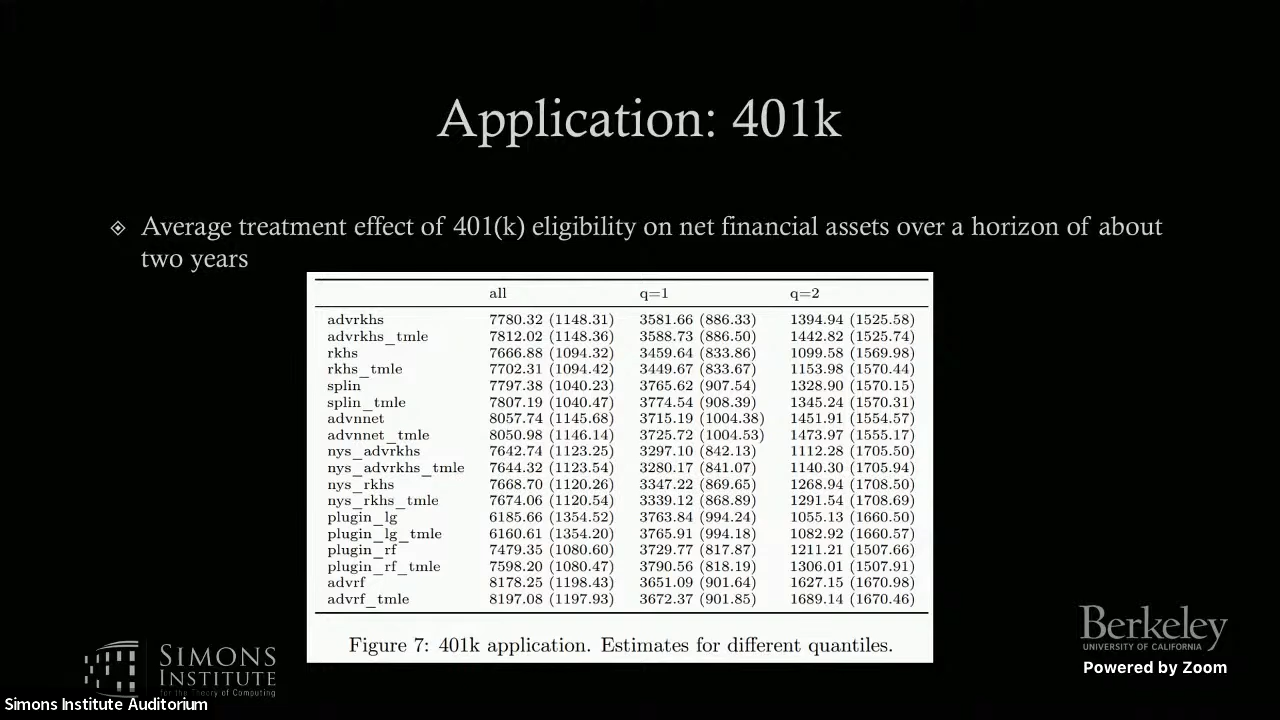 Application: 401k
Average treatment effect of 401(k) eligibility on net financial assets over a horizon of about
two years
all q=1 q=2
advrkhs 7780.32 (1148.31) 3581.66 (886.33) 1394.94 (1525.58)
advrkhs_tmle 7812.02 (1148.36) 3588.73 (886.50) 1442.82 (1525.74)
rkhs 7666.88 (1094.32) 3459.64 (833.86) 1099.58 (1569.98)
rkhs_tmle 7702.31 (1094.42) 3449.67 (833.67) 1153.98 (1570.44)
splin 7797.38 (1040.23) 3765.62 (907.54) 1328.90 (1570.15)
splin_tmle 7807.19 (1040.47) 3774.54 (908.39) 1345.24 (1570.31)
advnnet 8057.74 (1145.68) 3715.19 (1004.38) 1451.91 (1554.57)
advnnet_tmle 8050.98 (1146.14) 3725.72 (1004.53) 1473.97 (1555.17)
nys_advrkhs 7642.74 (1123.25) 3297.10 (842.13) 1112.28 (1705.50)
nys_advrkhs_tmle 7644.32 (1123.54) 3280.17 (841.07) 1140.30 (1705.94)
nys_rkhs 7668.70 (1120.26) 3347.22 (869.65) 1268.94 (1708.50)
nys_rkhs_tmle 7674.06 (1120.54) 3339.12 (868.89) 1291.54 (1708.69)
plugin_lg 6185.66 (1354.52) 3763.84 (994.24) 1055.13 (1660.50)
plugin_lg_tmle 6160.61 (1354.20) 3765.91 (994.18) 1082.92 (1660.57)
plugin_rf 7479.35 (1080.60) 3729.77 (817.87) 1211.21 (1507.66)
plugin_rf_tmle 7598.20 (1080.47) 3790.56 (818.19) 1306.01 (1507.91)
advrf 8178.25 (1198.43) 3651.09 (901.64) 1627.15 (1670.98)
advrf_tmle 8197.08 (1197.93) 3672.37 (901.85) 1689.14 (1670.46)
Figure 7: 401k application. Estimates for different quantiles.
SIMONS
INSTITUTE
for the Theory of Computing
Berkeley
UNIVERSITY OF CALIFORNIA
Powered by Zoom
Simons Institute Auditorium